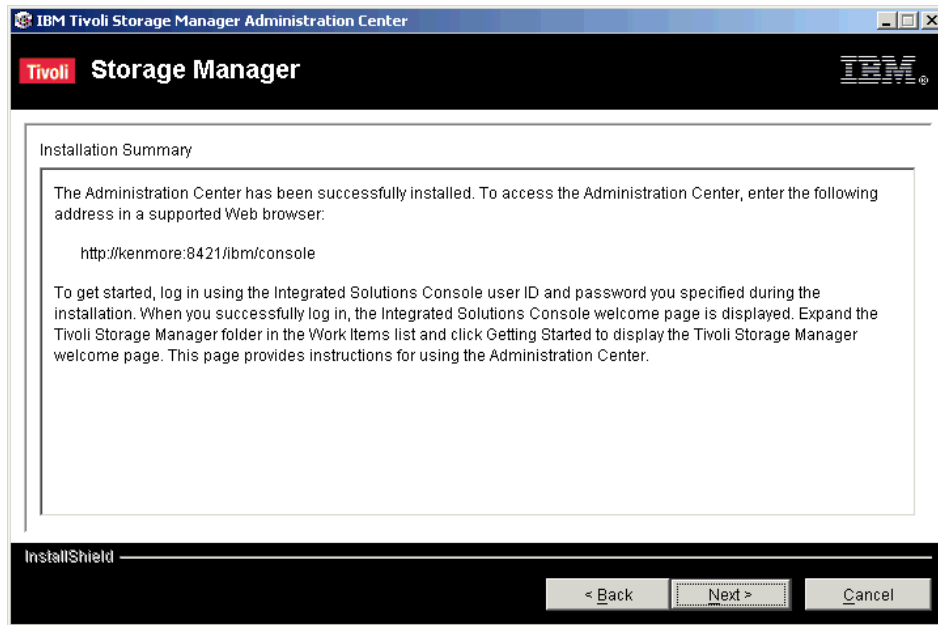 IBM Tivoli Storage Manager Administration Center
Tivoli Storage Manager
IBM®
Installation Summary
The Administration Center has been successfully installed. To access the Administration Center, enter the following
address in a supported Web browser:
http://kenmore:8421/ibm/console
To get started, log in using the Integrated Solutions Console user ID and password you specified during the
installation. When you successfully log in, the Integrated Solutions Console welcome page is displayed. Expand the
Tivoli Storage Manager folder in the Work Items list and click Getting Started to display the Tivoli Storage Manager
welcome page. This page provides instructions for using the Administration Center.
InstallShield
< Back Next > Cancel